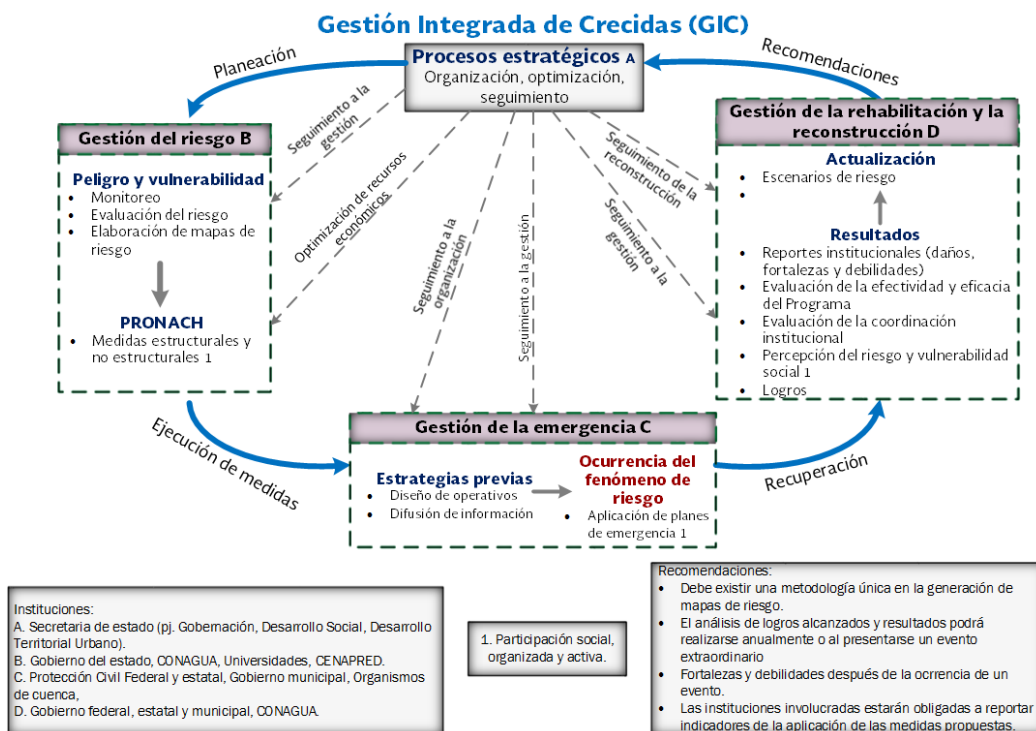 Gestión Integrada de Crecidas (GIC)
Planeación
Procesos estratégicos A
Organización, optimización,
seguimiento
Recomendaciones
Gestión del riesgo B
Peligro y vulnerabilidad
• Monitoreo
• Evaluación del riesgo
• Elaboración de mapas de
riesgo
PRONACH
• Medidas estructurales y
no estructurales 1
Seguimiento a la
gestión
Optimización de recursos
económicos
Seguimiento a la
organización
Seguimiento a la gestión
Seguimiento a la
gestión
Seguimiento de la
reconstrucción
Gestión de la rehabilitación y la
reconstrucción D
Actualización
• Escenarios de riesgo
•
Resultados
• Reportes institucionales (daños,
fortalezas y debilidades)
• Evaluación de la efectividad y eficacia
del Programa
• Evaluación de la coordinación
institucional
• Percepción del riesgo y vulnerabilidad
social 1
• Logros
Ejecución de medidas
Gestión de la emergencia C
Estrategias previas
• Diseño de operativos
• Difusión de información
Ocurrencia del
fenómeno de
riesgo
• Aplicación de planes
de emergencia 1
Recuperación
Instituciones:
A. Secretaria de estado (pj. Gobernación, Desarrollo Social, Desarrollo
Territorial Urbano).
B. Gobierno del estado, CONAGUA, Universidades, CENAPRED.
C. Protección Civil Federal y estatal, Gobierno municipal, Organismos
de cuenca,
D. Gobierno federal, estatal y municipal, CONAGUA.
1. Participación social,
organizada y activa.
Recomendaciones:
• Debe existir una metodología única en la generación de
mapas de riesgo.
• El análisis de logros alcanzados y resultados podrá
realizarse anualmente o al presentarse un evento
extraordinario
• Fortalezas y debilidades después de la ocrrencia de un
evento.
• Las instituciones involucradas estarán obligadas a reportar
indicadores de la aplicación de las medidas propuestas.